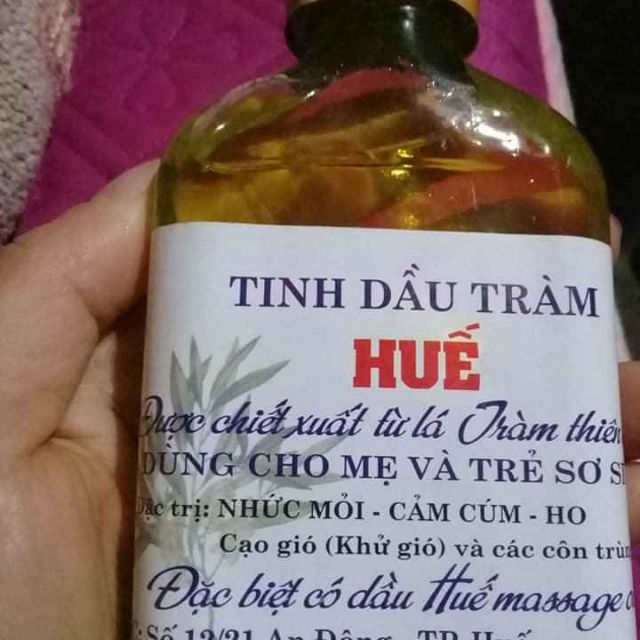 TINH DẦU TRÀM
HUẾ
Được chiết xuất từ lá Tràm thiên
DÙNG CHO MẸ VÀ TRẺ SƠ
Đặc trị: NHỨC MỎI - CẢM CÚM - HO
Cạo gió (Khử gió) và các côn trùn
Đặc biệt có dầu Huế massage
: Số 12/21 An Đông - TP Huế